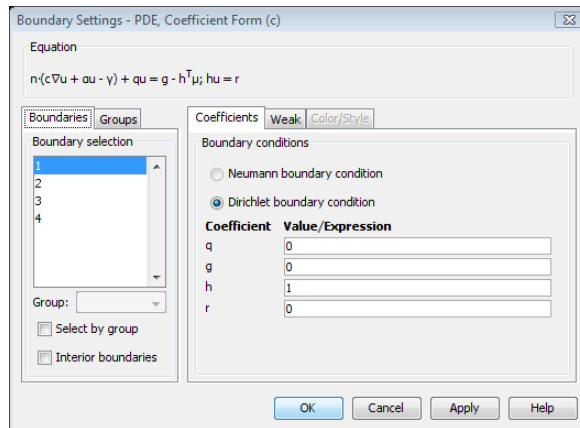 Boundary Settings - PDE, Coefficient Form (c)
Equation
n·(c∇u + αu - γ) + qu = g - hᵀμ; hu = r
Boundaries Groups
Boundary selection
1
2
3
4
Group:
Select by group
Interior boundaries
Coefficients Weak Color/Style
Boundary conditions
Neumann boundary condition
Dirichlet boundary condition
Coefficient Value/Expression
q 0
g 0
h 1
r 0
OK Cancel Apply Help